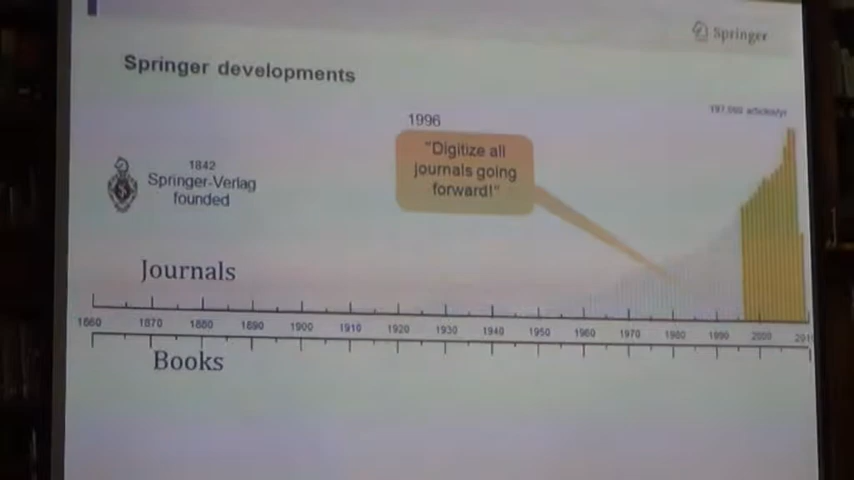 Springer
Springer developments
1996
"Digitize all
journals going
forward!"
1842
Springer-Verlag
founded
Journals
1860 1870 1880 1890 1900 1910 1920 1930 1940 1950 1960 1970 1980 1990 2000
Books